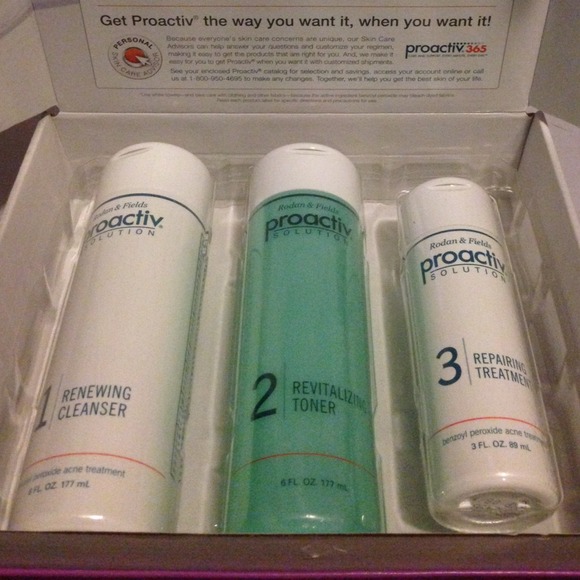 Get Proactiv® the way you want it, when you want it!
Because everyone's skin care concerns are unique, our Skin Care
Advisors can help answer your questions and customize your regimen,
making it easy to get the products that are right for you. And, we make it
easy for you to get Proactiv® when you want it with customized shipments.
See your enclosed Proactiv® catalog for selection and savings, access your account online or call
us at 1-800-950-4695 to make any changes. Together, we'll help you get the best skin of your life.
PERSONAL
SKIN CARE ADVISOR
proactiv 365
Rodan & Fields
proactiv®
SOLUTION
1 RENEWING
CLEANSER
peroxide acne treatment
6 FL. OZ. 177 mL
Rodan & Fields
proactiv®
SOLUTION
2 REVITALIZING
TONER
6 FL. OZ. 177 mL
Rodan & Fields
proactiv
SOLUTION
3 REPAIRING
TREATMENT
benzoyl peroxide acne treatment
3 FL. OZ. 89 mL